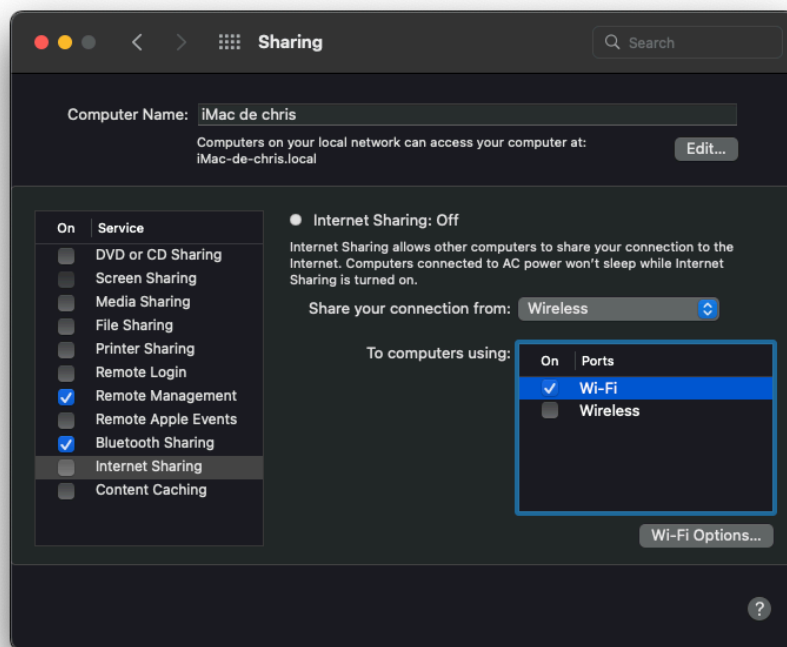 Sharing
Search
Computer Name: iMac de chris
Computers on your local network can access your computer at:
iMac-de-chris.local
Edit...
On Service
DVD or CD Sharing
Screen Sharing
Media Sharing
File Sharing
Printer Sharing
Remote Login
Remote Management
Remote Apple Events
Bluetooth Sharing
Internet Sharing
Content Caching
Internet Sharing: Off
Internet Sharing allows other computers to share your connection to the
Internet. Computers connected to AC power won't sleep while Internet
Sharing is turned on.
Share your connection from: Wireless
To computers using:
On Ports
Wi-Fi
Wireless
Wi-Fi Options...
?